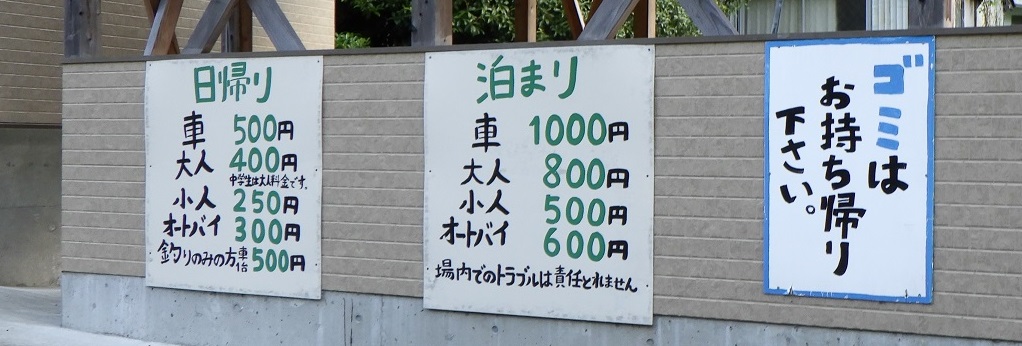 日帰り
車 500円
大人 400円
中学生は大人料金です。
小人 250円
オートバイ 300円
釣りのみの方 車倍 500円
泊まり
車 1000円
大人 800円
小人 500円
オートバイ 600円
場内でのトラブルは責任とれません
ゴミは
お持ち帰り
下さい。